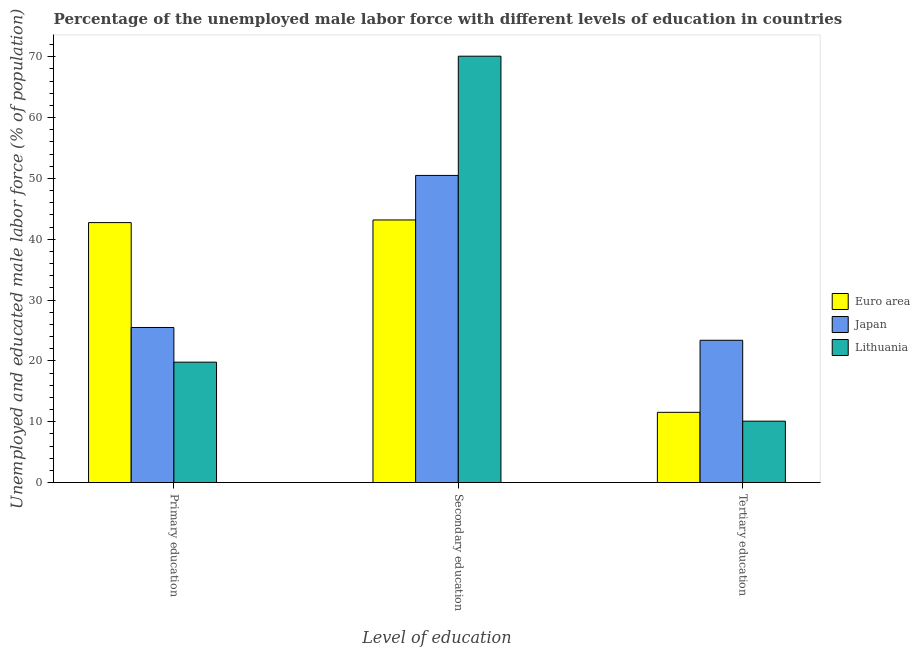 Percentage of the unemployed male labor force with different levels of education in countries
Unemployed and educated male labor force (% of population)
70
60
50
40
30
20
10
0
Primary education
Secondary education
Tertiary education
Level of education
Euro area
Japan
Lithuania